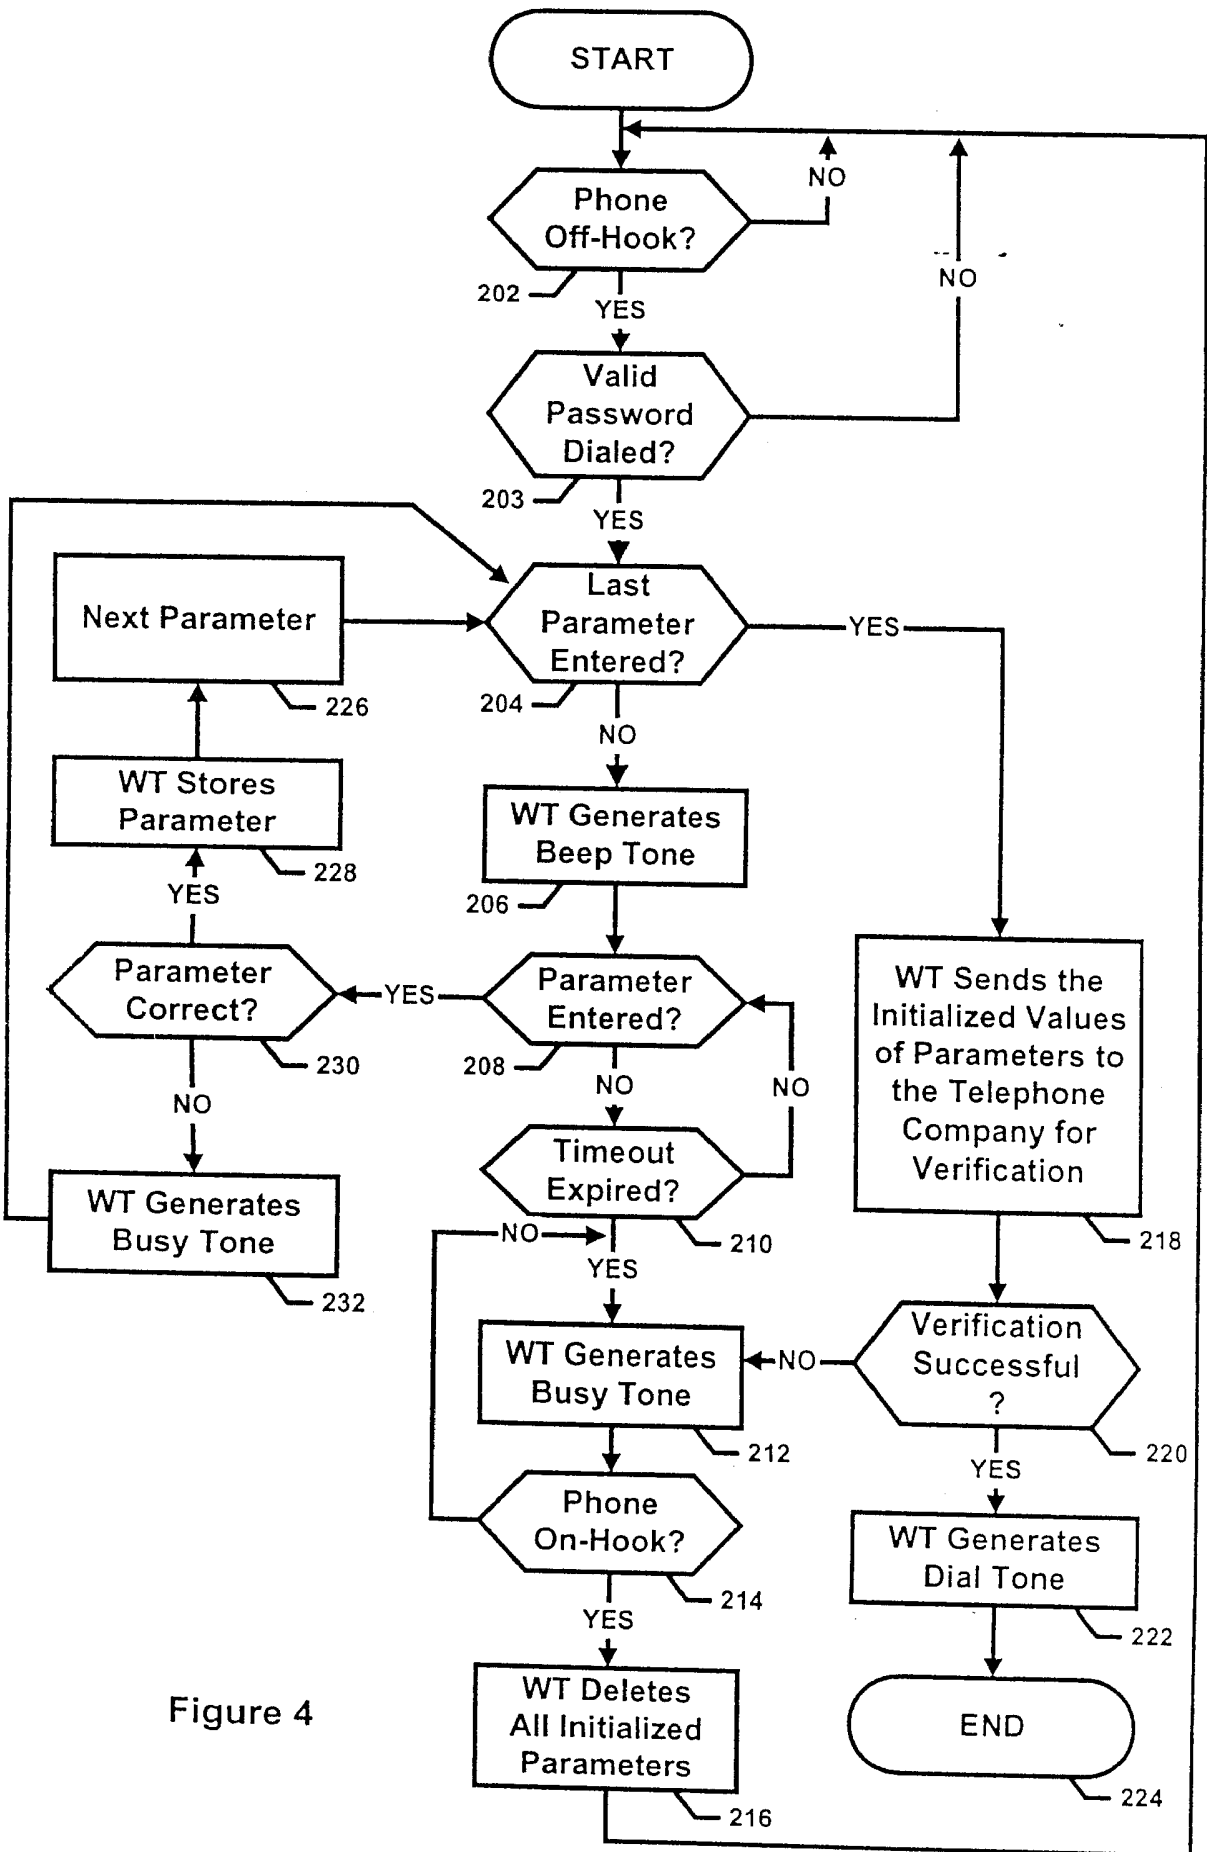 START
NO
Phone
Off-Hook?
202
YES
NO
Valid
Password
Dialed?
203
YES
Last
Parameter
Entered?
204
YES
Next Parameter
226
NO
WT Stores
Parameter
228
WT Generates
Beep Tone
206
YES
Parameter
Correct?
230
YES
Parameter
Entered?
208
NO
NO
NO
WT Sends the
Initialized Values
of Parameters to
the Telephone
Company for
Verification
218
Timeout
Expired?
210
WT Generates
Busy Tone
232
NO
YES
WT Generates
Busy Tone
212
NO
Verification
Successful
?
220
YES
Phone
On-Hook?
214
YES
WT Generates
Dial Tone
222
WT Deletes
All Initialized
Parameters
216
END
224
Figure 4